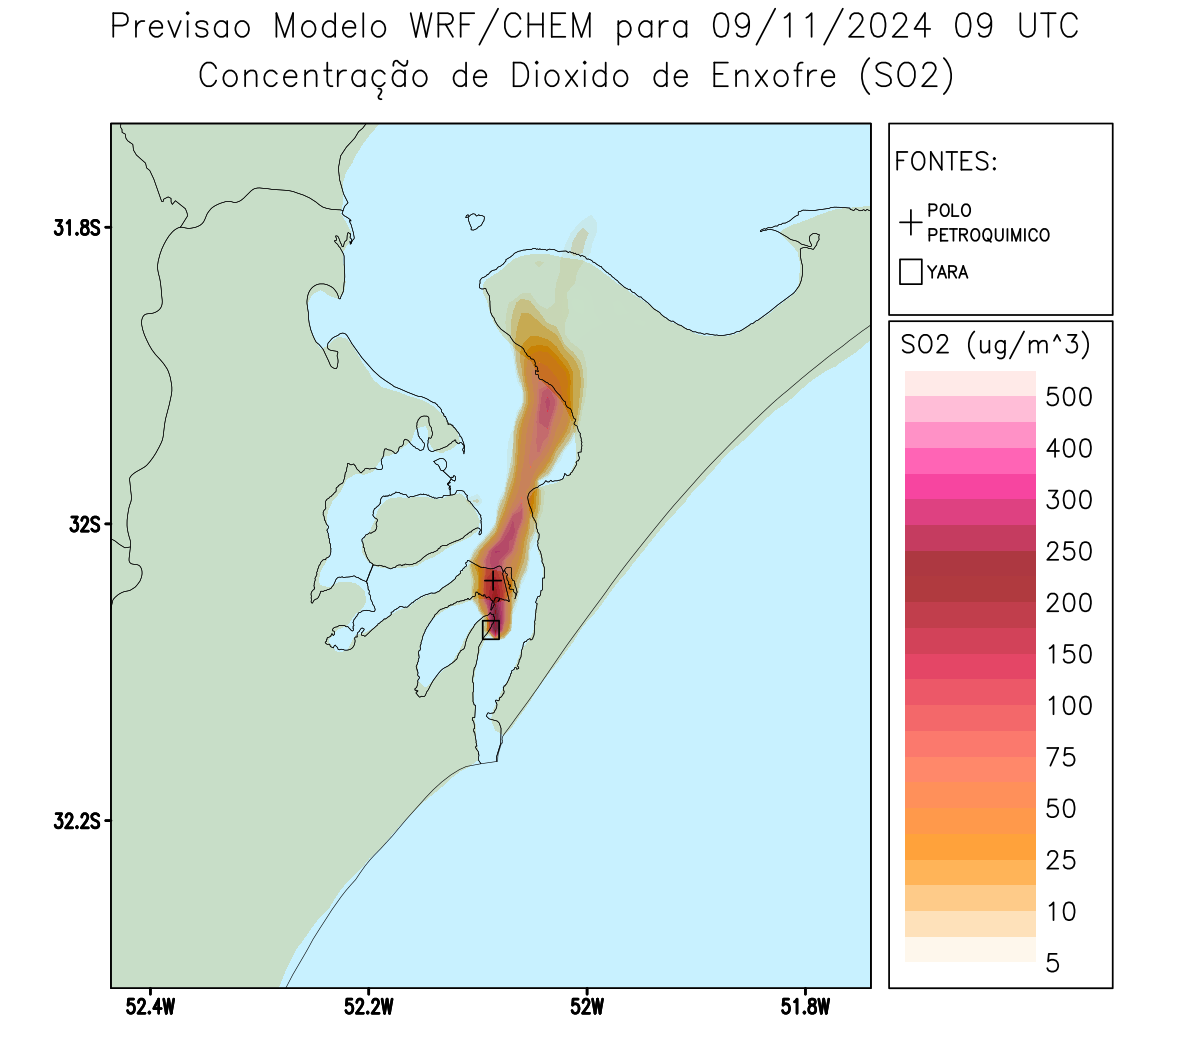 Previsao Modelo WRF/CHEM para 09/11/2024 09 UTC
Concentração de Dioxido de Enxofre (SO2)
FONTES:
POLO
PETROQUIMICO
YARA
SO2 (ug/m^3)
500
400
300
250
200
150
100
75
50
25
10
5
31.8S
32S
32.2S
52.4W
52.2W
52W
51.8W